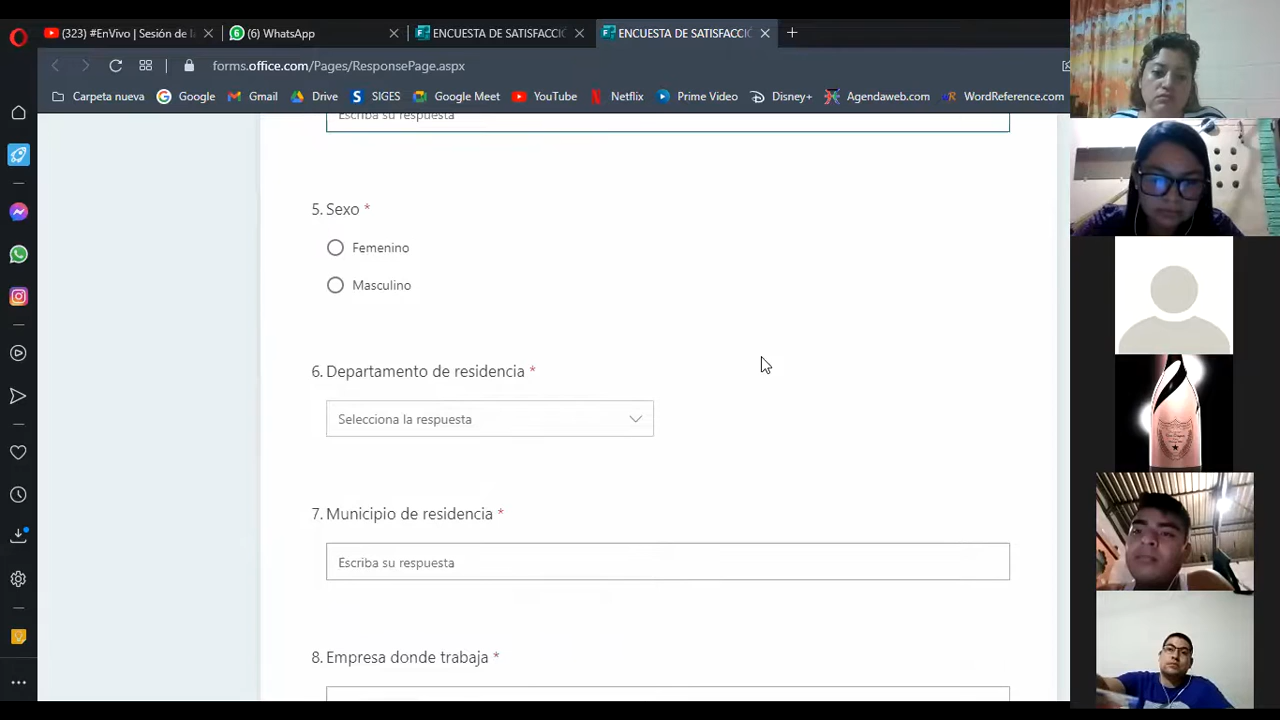 (323) #EnVivo | Sesión de l
(6) WhatsApp
ENCUESTA DE SATISFACCIÓ
ENCUESTA DE SATISFACCIÓ
forms.office.com/Pages/ResponsePage.aspx
Carpeta nueva
Google
Gmail
Drive
SIGES
Google Meet
YouTube
Netflix
Prime Video
Disney+
Agendaweb.com
WordReference.com
Escriba su respuesta
5. Sexo *
Femenino
Masculino
6. Departamento de residencia *
Selecciona la respuesta
7. Municipio de residencia *
Escriba su respuesta
8. Empresa donde trabaja *